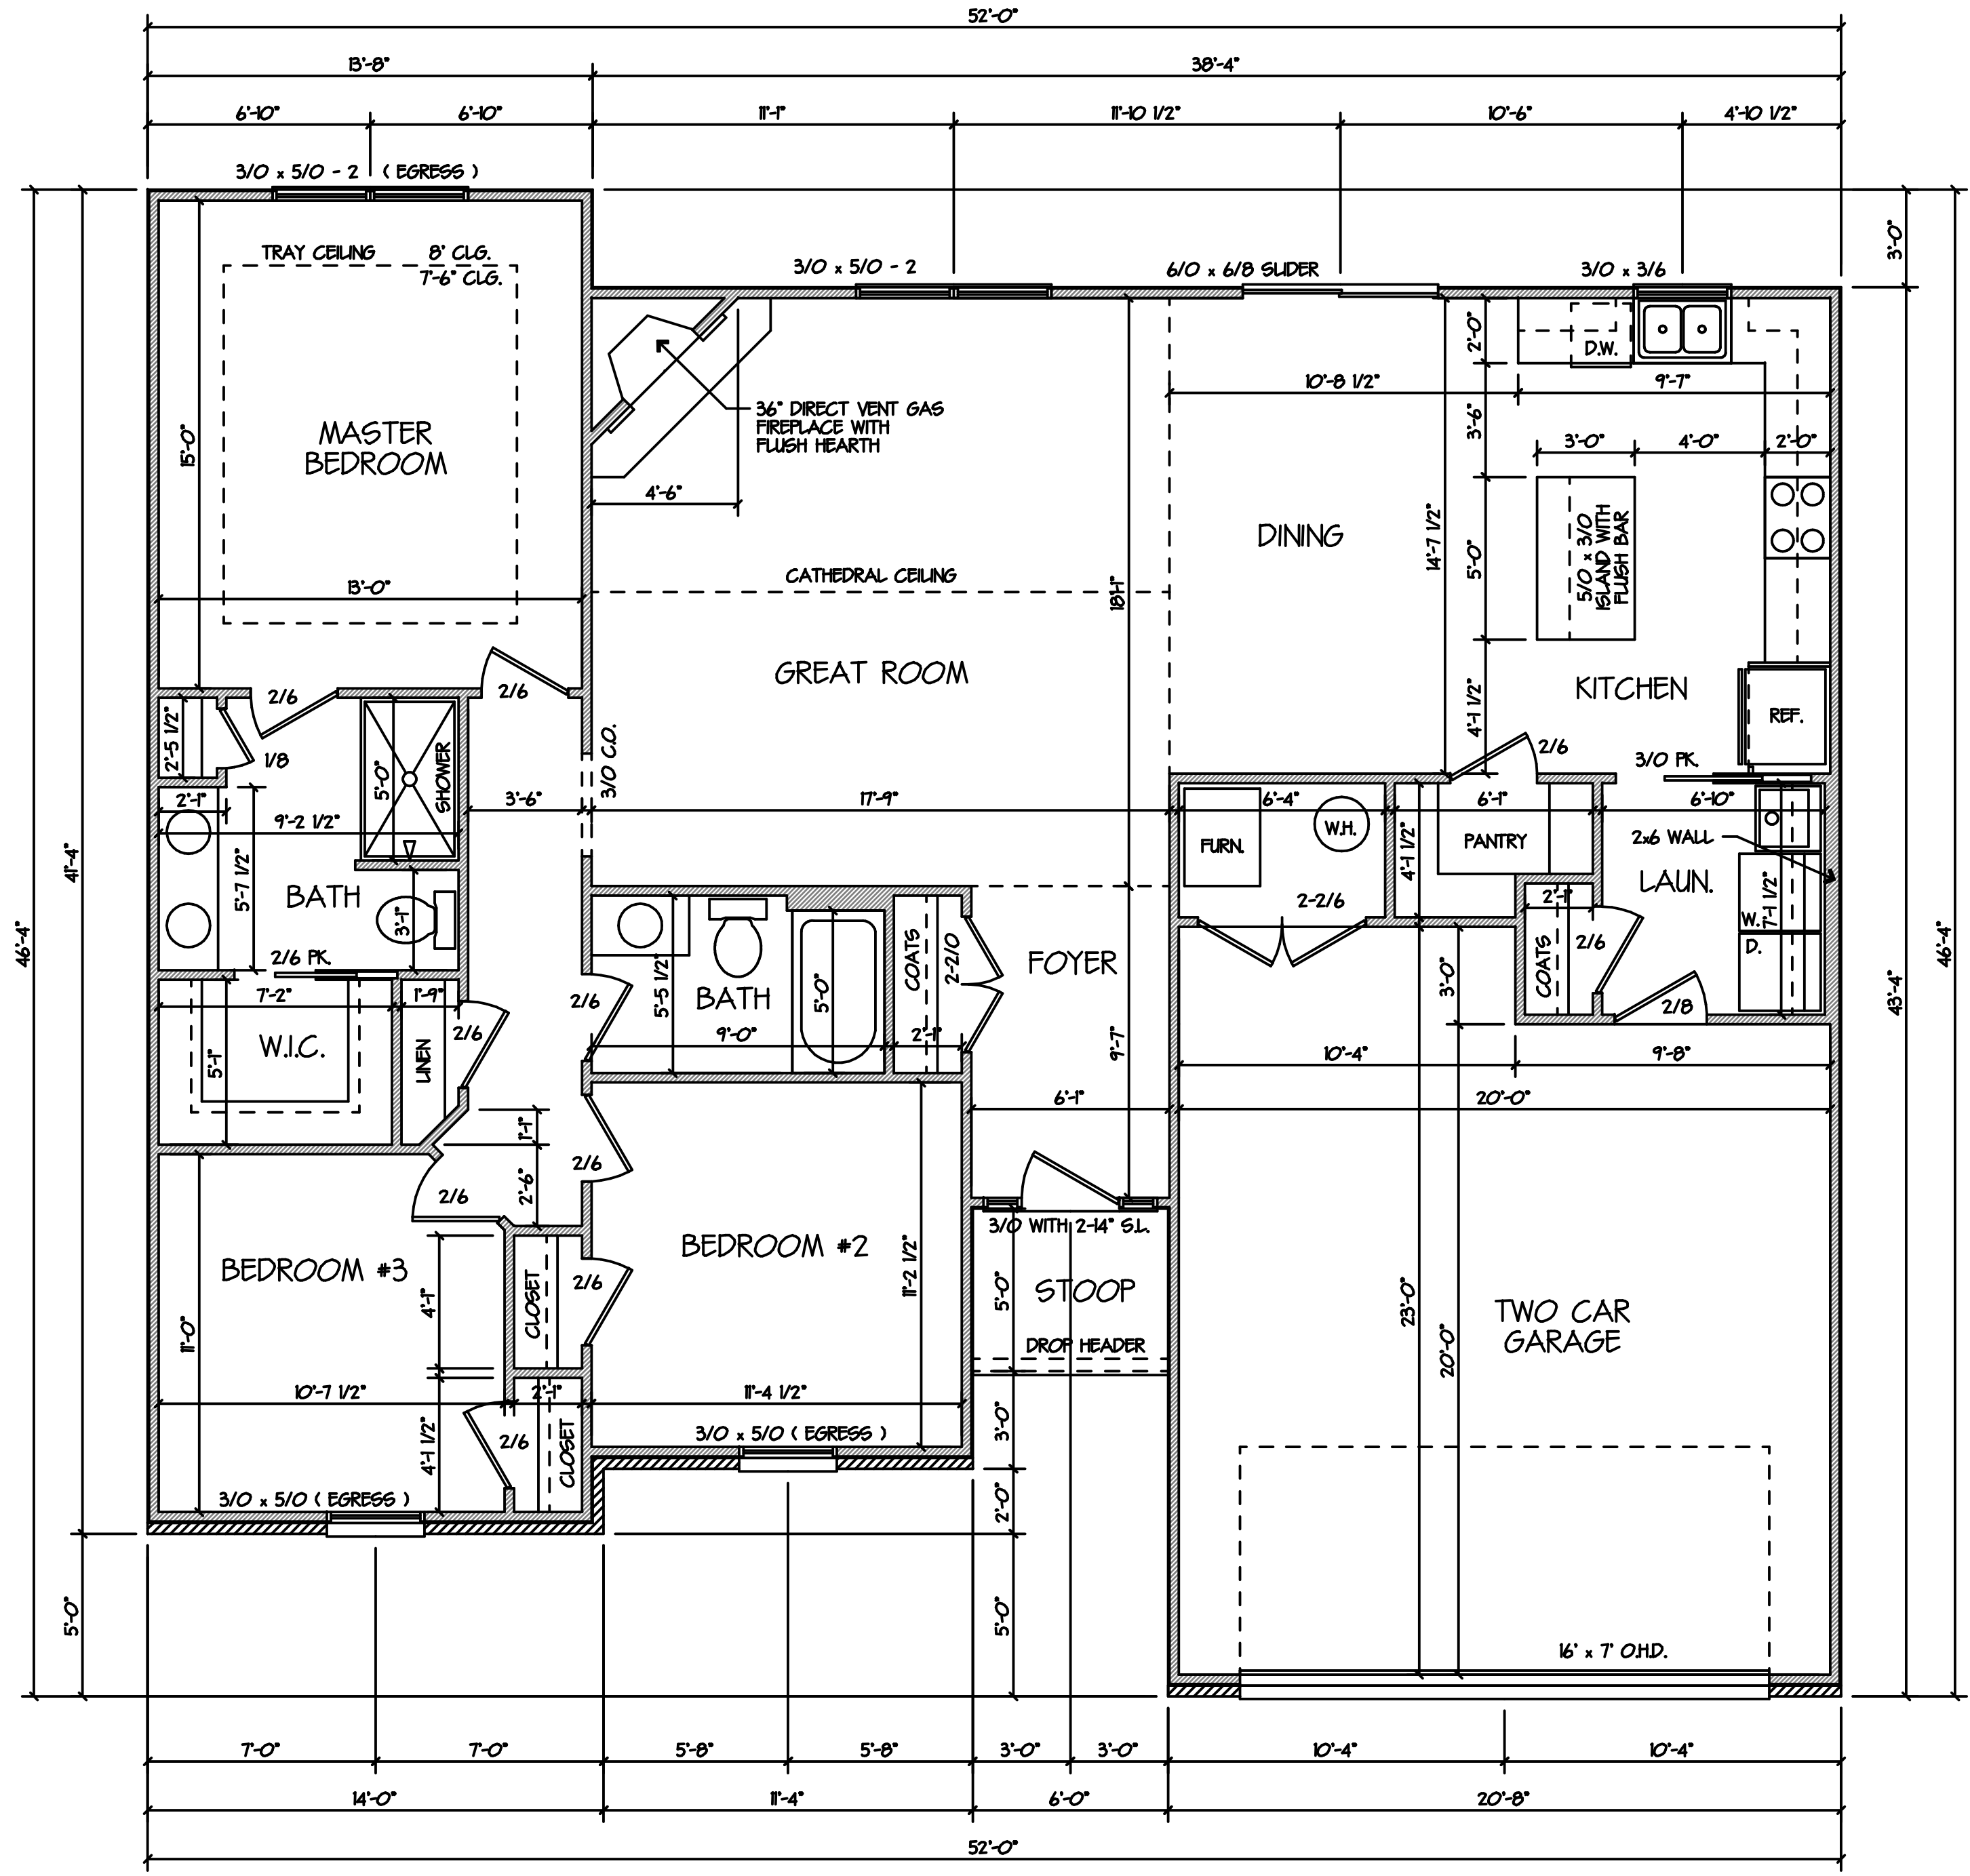 52'-0"
13'-8" 38'-4"
6'-10" 6'-10" 11'-1" 11'-10 1/2" 10'-6" 4'-10 1/2"
3/0 x 5/0 - 2 ( EGRESS )
3'-0"
TRAY CEILING 8' CLG.
7'-6" CLG.
3/0 x 5/0 - 2 6/0 x 6/8 SLIDER 3/0 x 3/6
2'-0"
D.W.
10'-8 1/2" 9'-7"
36" DIRECT VENT GAS
FIREPLACE WITH
FLUSH HEARTH
3'-6"
3'-0" 4'-0" 2'-0"
MASTER
BEDROOM
15'-0"
4'-6"
14'-7 1/2"
DINING
5'-0"
5/0 x 3/0
ISLAND WITH
FLUSH BAR
CATHEDRAL CEILING
13'-0"
18'-1"
GREAT ROOM
KITCHEN
4'-1 1/2"
REF.
2/6 2/6
2'-5 1/2"
1/8
5'-0"
SHOWER
3/0 C.O.
2/6
3/0 PK.
2'-1"
3'-6" 17'-9" 6'-4" 6'-1" 6'-10"
9'-2 1/2"
FURN.
W.H.
4'-1 1/2"
PANTRY
2x6 WALL
41'-4"
5'-7 1/2"
BATH
3'-1"
LAUN.
2-2/6
2'-1"
7'-1 1/2"
W.
D.
46'-4"
46'-4"
43'-4"
2/6 PK.
7'-2" 1'-9"
2/6
2/6
5'-5 1/2"
BATH
5'-0"
9'-0"
COATS
2-2/0
2'-1"
FOYER
3'-0"
COATS
2/6
2/8
W.I.C.
5'-1"
LINEN
9'-7"
10'-4" 9'-8"
6'-1"
20'-0"
1'-1"
2'-6"
2/6
2/6
BEDROOM #2
3/0 WITH 2-14" S.L.
BEDROOM #3
4'-1"
CLOSET
2/6
11'-2 1/2"
5'-0"
STOOP
DROP HEADER
23'-0"
20'-0"
TWO CAR
GARAGE
11'-0"
10'-7 1/2" 2'-1" 11'-4 1/2"
4'-1 1/2"
2/6
CLOSET
3/0 x 5/0 ( EGRESS )
3'-0"
3/0 x 5/0 ( EGRESS )
2'-0"
5'-0"
5'-0"
16' x 7' O.H.D.
7'-0" 7'-0" 5'-8" 5'-8" 3'-0" 3'-0" 10'-4" 10'-4"
14'-0" 11'-4" 6'-0" 20'-8"
52'-0"